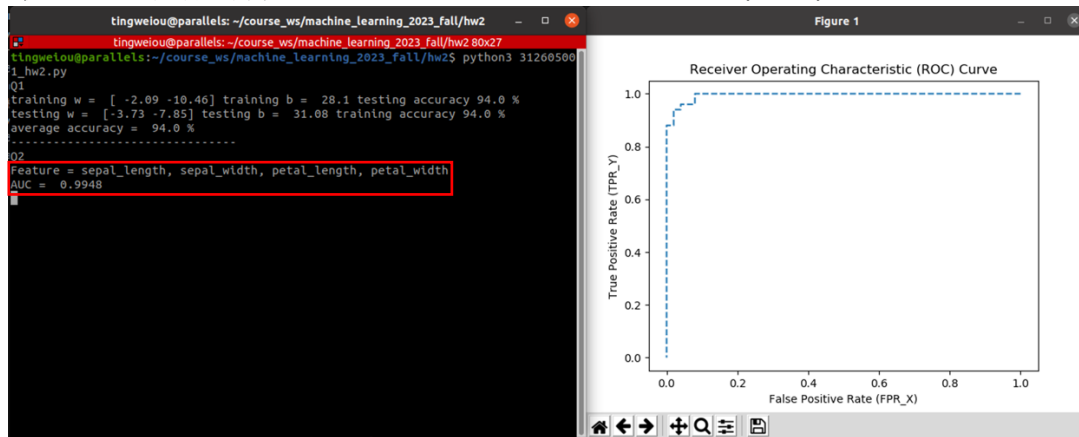 tingweiou@parallels: ~/course_ws/machine_learning_2023_fall/hw2
tingweiou@parallels: ~/course_ws/machine_learning_2023_fall/hw2 80x27
tingweiou@parallels:~/course_ws/machine_learning_2023_fall/hw2$ python3 31260500
1_hw2.py
Q1
training w =  [ -2.09 -10.46] training b =  28.1 testing accuracy 94.0 %
testing w =  [-3.73 -7.85] testing b =  31.08 training accuracy 94.0 %
average accuracy =  94.0 %
--------------------------------
Q2
Feature = sepal_length, sepal_width, petal_length, petal_width
AUC =  0.9948
Figure 1
Receiver Operating Characteristic (ROC) Curve
True Positive Rate (TPR_Y)
1.0
0.8
0.6
0.4
0.2
0.0
0.0 0.2 0.4 0.6 0.8 1.0
False Positive Rate (FPR_X)